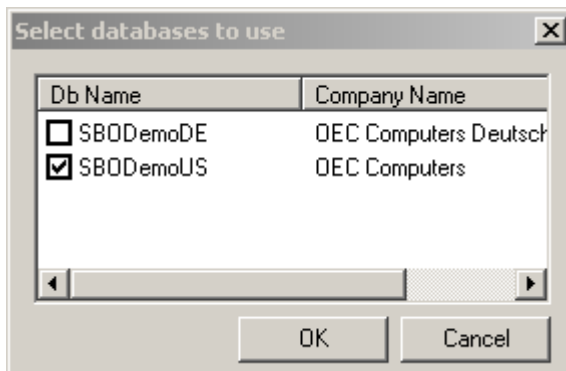 Select databases to use
Db Name Company Name
SBODemoDE OEC Computers Deutsch
SBODemoUS OEC Computers
OK Cancel